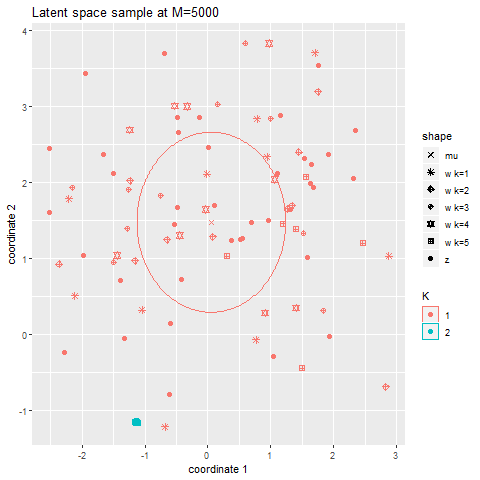 Latent space sample at M=5000
4
3
2
1
0
-1
coordinate 2
-2
-1
0
1
2
3
coordinate 1
shape
mu
w k=1
w k=2
w k=3
w k=4
w k=5
z
K
1
2